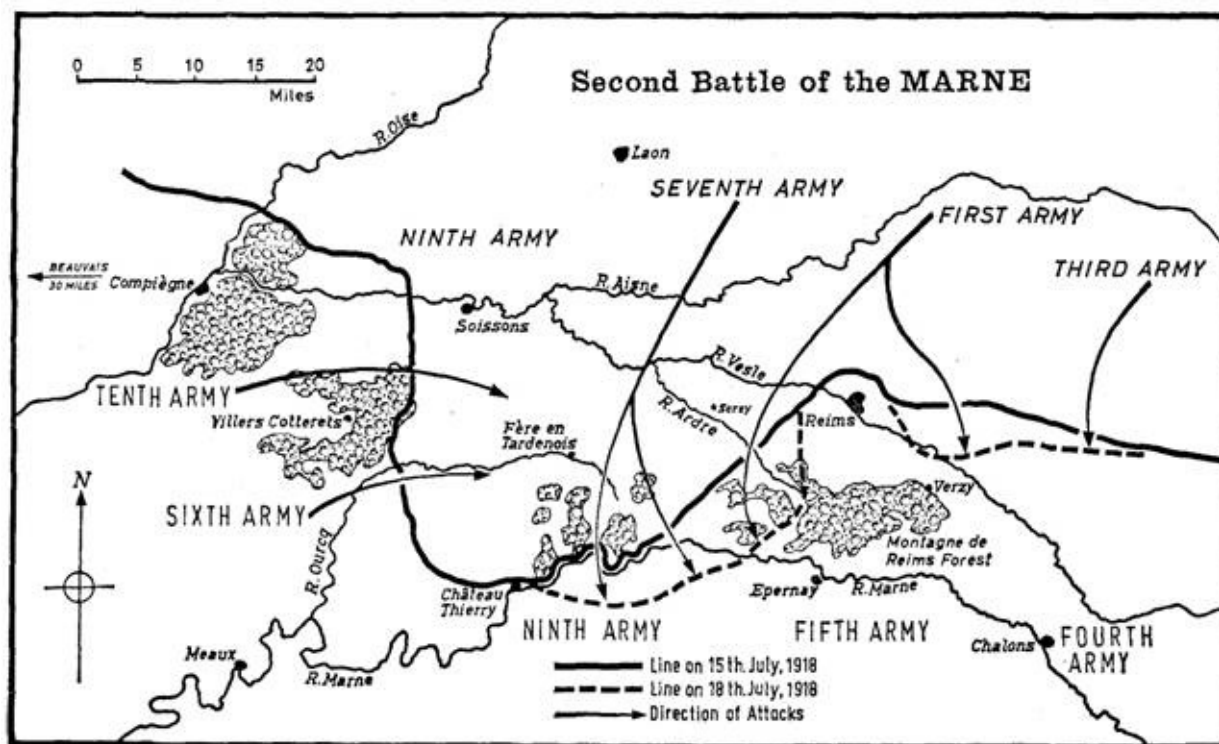 0 5 10 15 20
Miles
Second Battle of the MARNE
R. Oise
Laon
SEVENTH ARMY
FIRST ARMY
NINTH ARMY
THIRD ARMY
BEAUVAIS
30 MILES
Compiègne
R. Aisne
Soissons
R. Vesle
TENTH ARMY
Villers Cotterets
R. Ardre
Serzy
Reims
Fère en
Tardenois
N
SIXTH ARMY
Verzy
Montagne de
Reims Forest
R. Ourcq
Château
Thierry
Epernay
R. Marne
NINTH ARMY
FIFTH ARMY
Chalons
FOURTH
ARMY
Meaux
R. Marne
Line on 15th. July, 1918
Line on 18th. July, 1918
Direction of Attacks